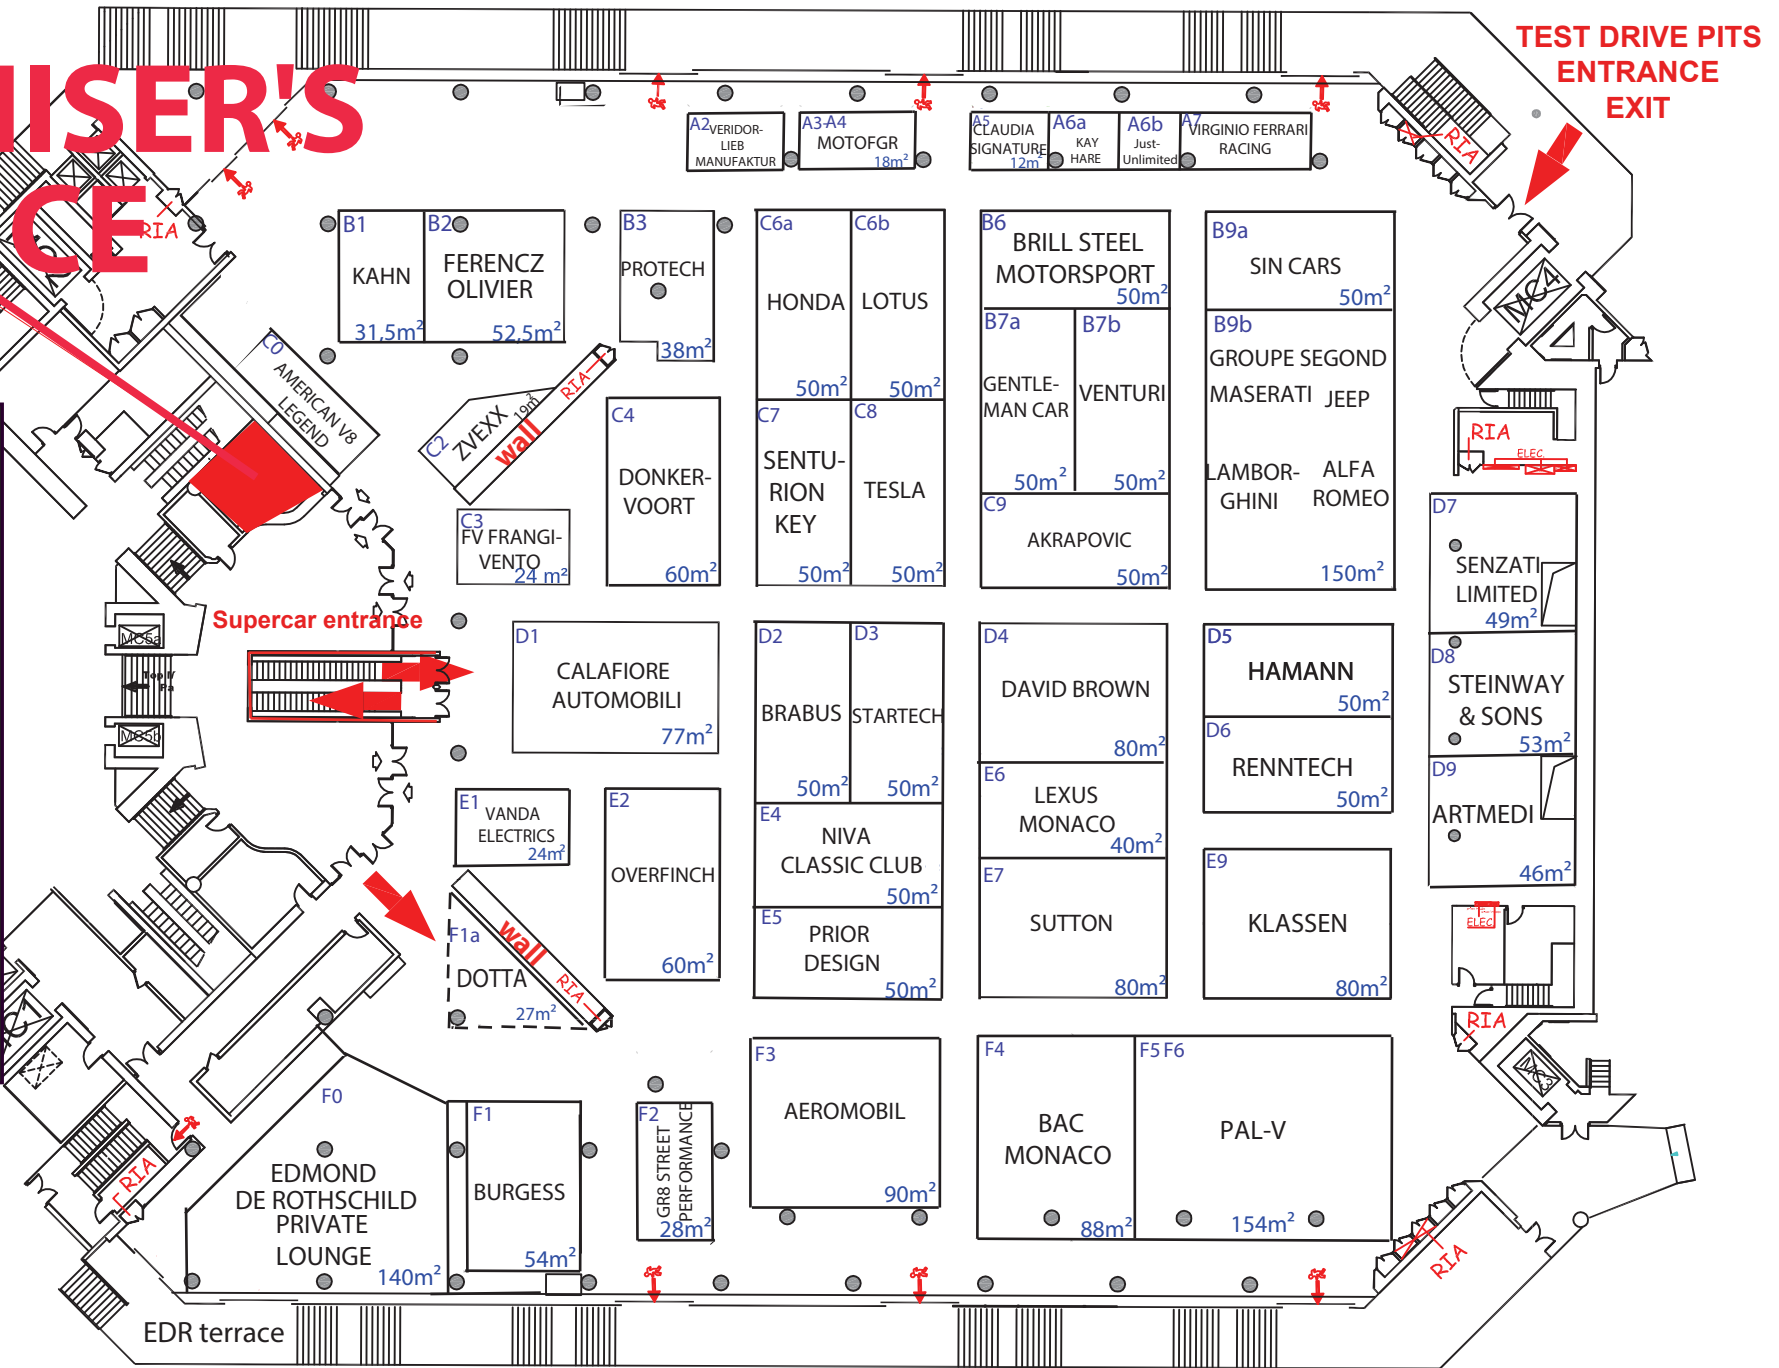 TEST DRIVE PITS
ENTRANCE
EXIT
ISER'S
CE
RIA
RIA
A2
VERIDOR-
LIEB
MANUFAKTUR
A3-A4
MOTOFGR
18m²
A5
CLAUDIA
SIGNATURE
12m²
A6a
KAY
HARE
A6b
Just-
Unlimited
A7
VIRGINIO FERRARI
RACING
B1
KAHN
31,5m²
B2
FERENCZ
OLIVIER
52,5m²
B3
PROTECH
38m²
C6a
HONDA
50m²
C6b
LOTUS
50m²
B6
BRILL STEEL
MOTORSPORT
50m²
B9a
SIN CARS
50m²
MC4
C0
AMERICAN V8
LEGEND
C2
ZVEXX
19m²
wall
RIA
C4
DONKER-
VOORT
60m²
C7
SENTU-
RION
KEY
50m²
C8
TESLA
50m²
B7a
GENTLE-
MAN CAR
50m²
B7b
VENTURI
50m²
C9
AKRAPOVIC
50m²
B9b
GROUPE SEGOND
MASERATI
JEEP
LAMBOR-
GHINI
ALFA
ROMEO
150m²
RIA
ELEC.
C3
FV FRANGI-
VENTO
24 m²
D7
SENZATI
LIMITED
49m²
Supercar entrance
MC5a
MC5b
D1
CALAFIORE
AUTOMOBILI
77m²
D2
BRABUS
50m²
D3
STARTECH
50m²
D4
DAVID BROWN
80m²
D5
HAMANN
50m²
D6
RENNTECH
50m²
D8
STEINWAY
& SONS
53m²
D9
ARTMEDI
46m²
E1
VANDA
ELECTRICS
24m²
E2
OVERFINCH
60m²
E4
NIVA
CLASSIC CLUB
50m²
E5
PRIOR
DESIGN
50m²
E6
LEXUS
MONACO
40m²
E7
SUTTON
80m²
E9
KLASSEN
80m²
ELEC
RIA
MC3
F1a
DOTTA
27m²
wall
RIA
F0
EDMOND
DE ROTHSCHILD
PRIVATE
LOUNGE
140m²
F1
BURGESS
54m²
F2
GR8 STREET
PERFORMANCE
28m²
F3
AEROMOBIL
90m²
F4
BAC
MONACO
88m²
F5 F6
PAL-V
154m²
RIA
RIA
EDR terrace